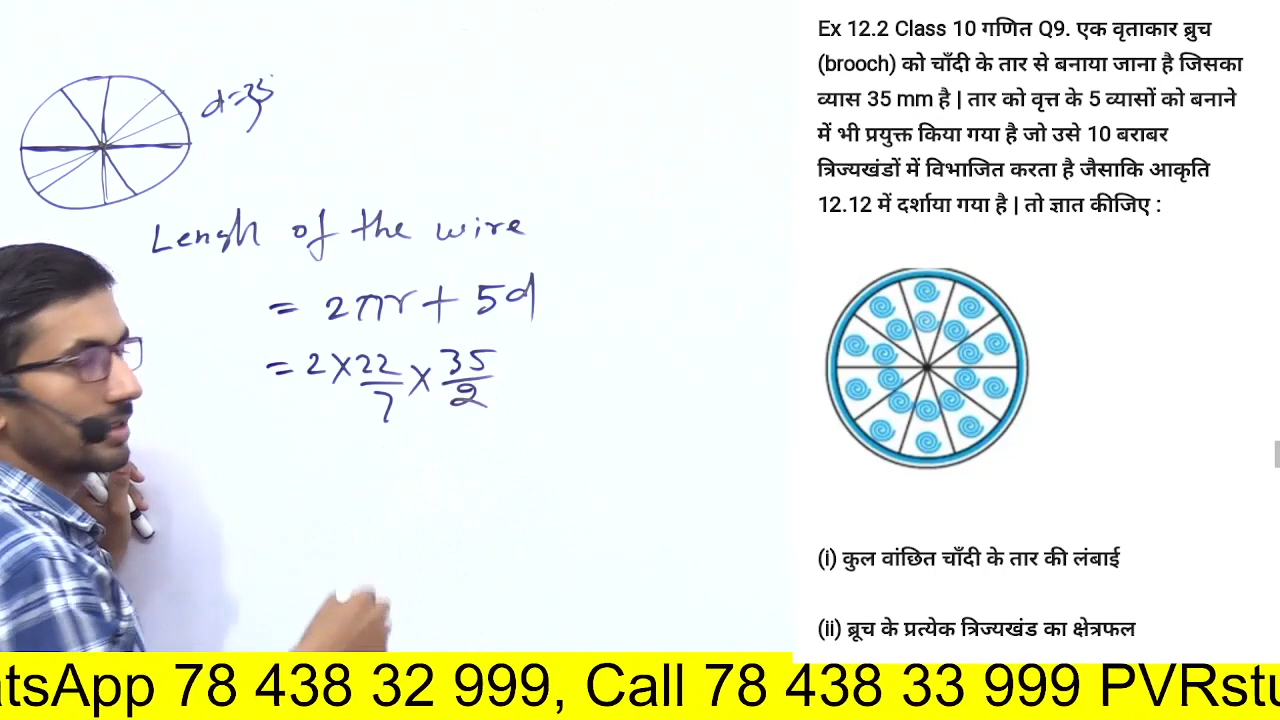 d=35
Lengh of the wire
= 2πr + 5d
= 2 × 22/7 × 35/2
Ex 12.2 Class 10 गणित Q9. एक वृताकार ब्रुच
(brooch) को चाँदी के तार से बनाया जाना है जिसका
व्यास 35 mm है | तार को वृत्त के 5 व्यासों को बनाने
में भी प्रयुक्त किया गया है जो उसे 10 बराबर
त्रिज्यखंडों में विभाजित करता है जैसाकि आकृति
12.12 में दर्शाया गया है | तो ज्ञात कीजिए :
(i) कुल वांछित चाँदी के तार की लंबाई
(ii) ब्रूच के प्रत्येक त्रिज्यखंड का क्षेत्रफल
atsApp 78 438 32 999, Call 78 438 33 999 PVRstu